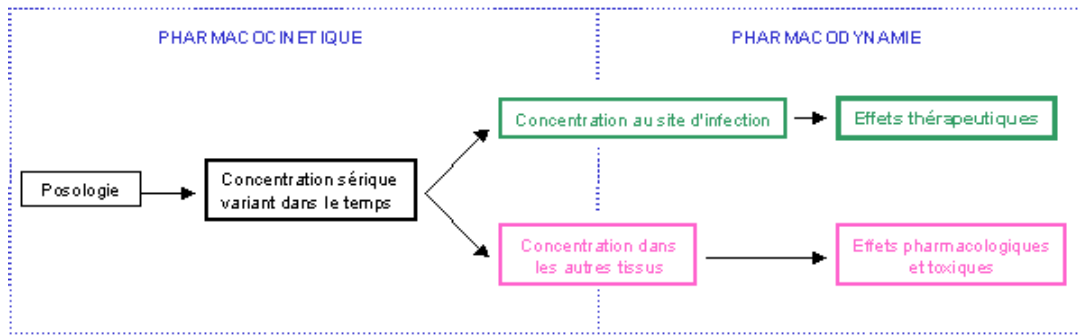 PHARMACOCINETIQUE
PHARMACODYNAMIE
Concentration au site d'infection
Effets thérapeutiques
Posologie
Concentration sérique
variant dans le temps
Concentration dans
les autres tissus
Effets pharmacologiques
et toxiques